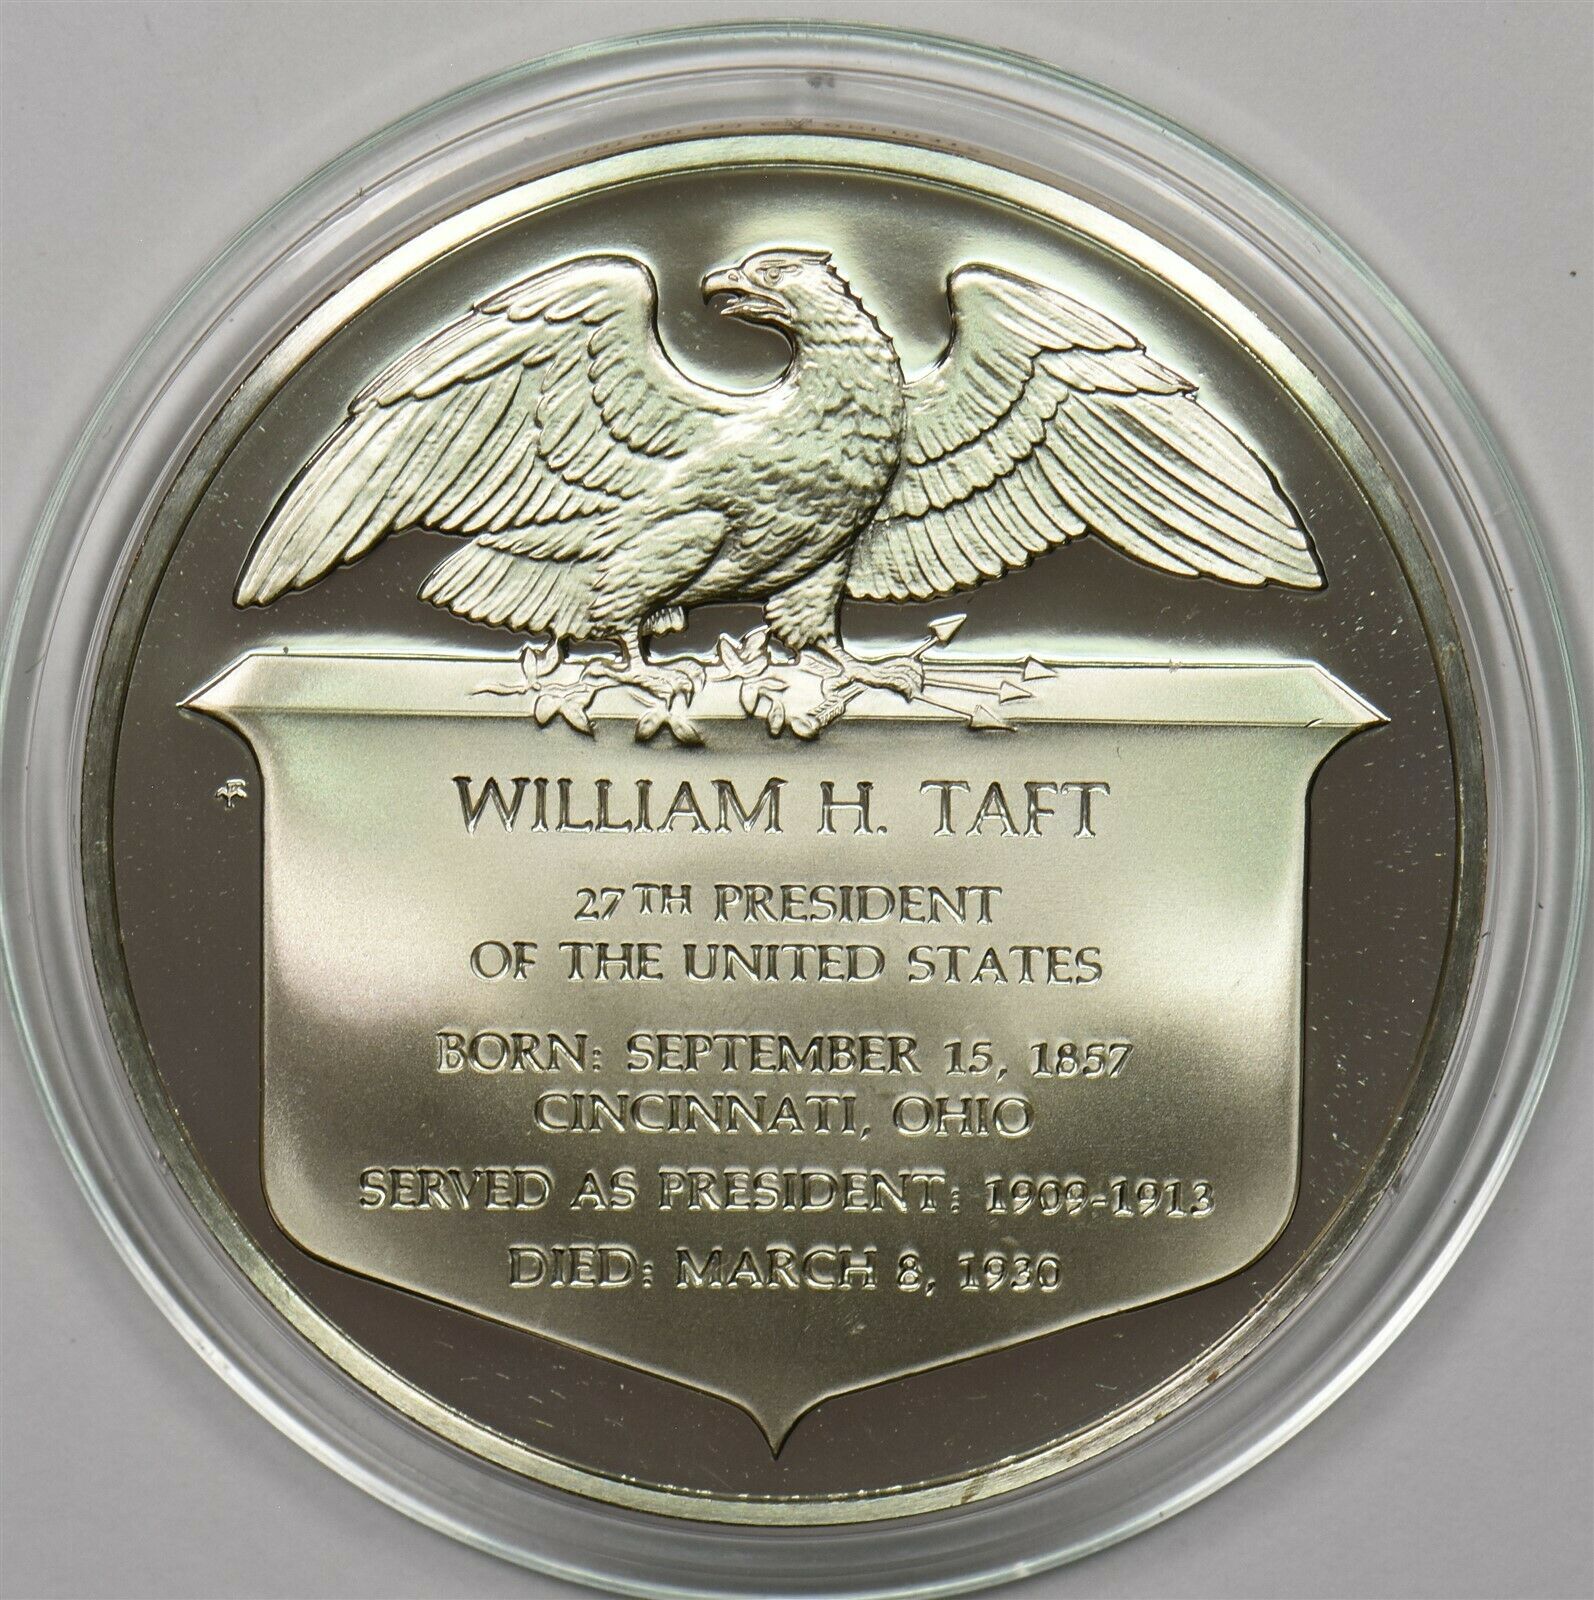 WILLIAM H. TAFT
27TH PRESIDENT
OF THE UNITED STATES
BORN: SEPTEMBER 15, 1857
CINCINNATI, OHIO
SERVED AS PRESIDENT: 1909-1913
DIED: MARCH 8, 1930